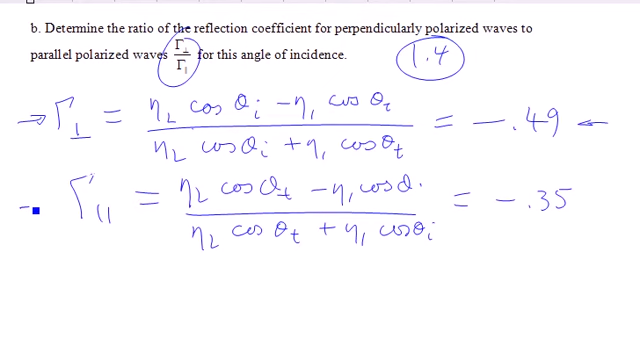 b. Determine the ratio of the reflection coefficient for perpendicularly polarized waves to
parallel polarized waves Γ⊥/Γ∥ for this angle of incidence.
1.4
→ Γ⊥ = (η₂ cos θi − η₁ cos θt) / (η₂ cos θi + η₁ cos θt) = −.49 ←
Γ∥ = (η₂ cos θt − η₁ cos θi) / (η₂ cos θt + η₁ cos θi) = −.35